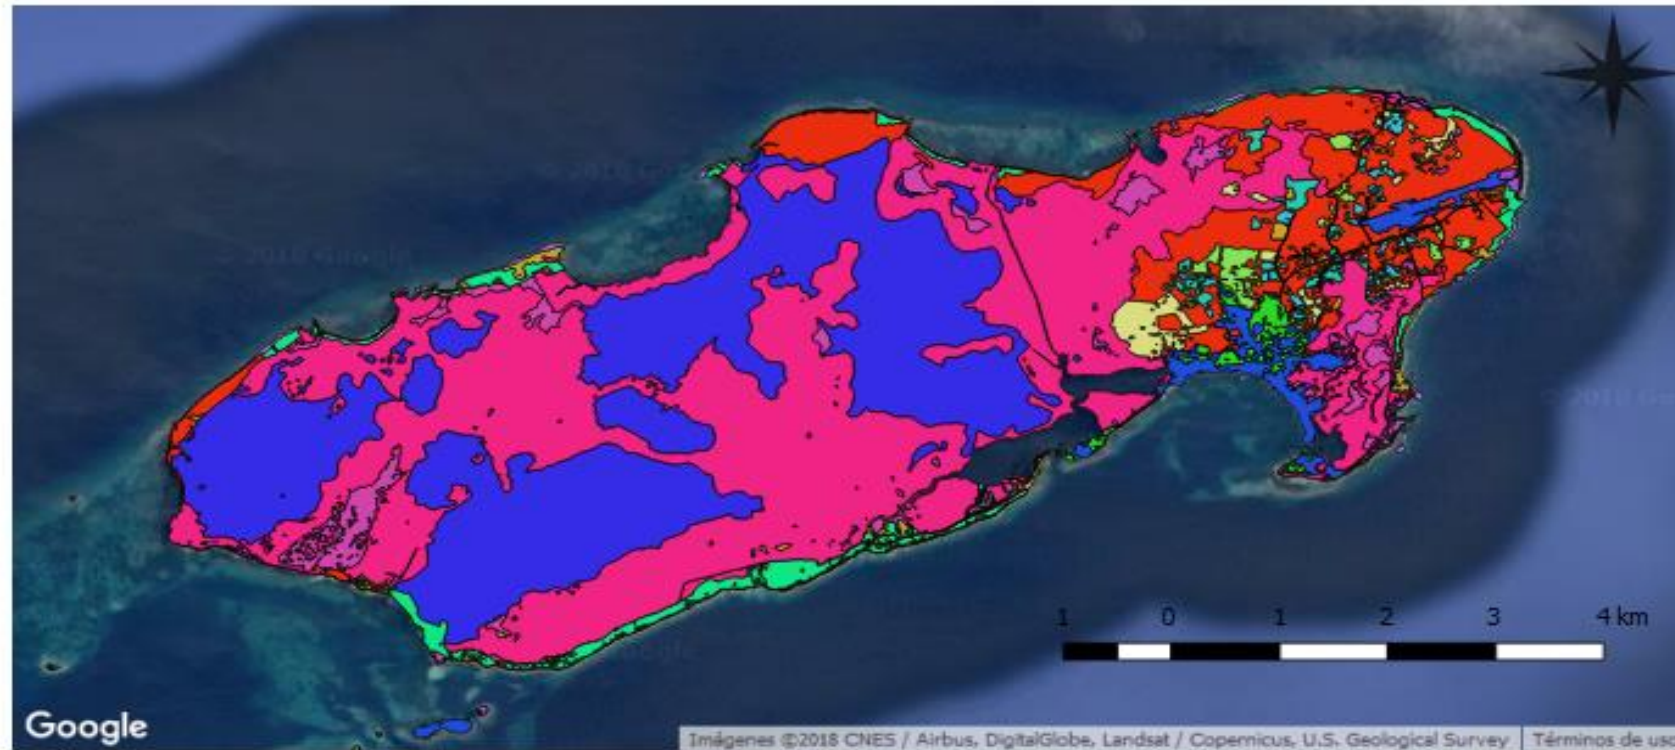 1 0 1 2 3 4 km
Google
Imágenes ©2018 CNES / Airbus, DigitalGlobe, Landsat / Copernicus, U.S. Geological Survey
Términos de us